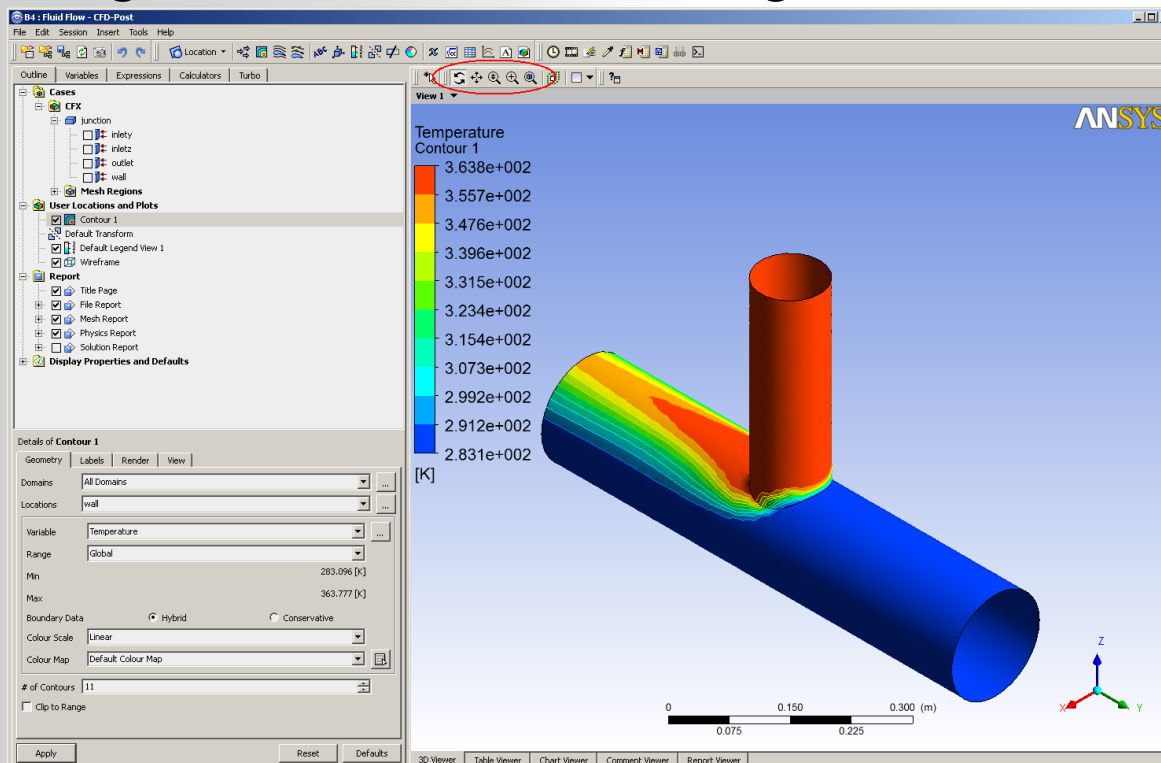 B4 : Fluid Flow - CFD-Post
File Edit Session Insert Tools Help
Location
Outline Variables Expressions Calculators Turbo
Cases
CFX
junction
inlety
inletz
outlet
wall
Mesh Regions
User Locations and Plots
Contour 1
Default Transform
Default Legend View 1
Wireframe
Report
Title Page
File Report
Mesh Report
Physics Report
Solution Report
Display Properties and Defaults
Details of Contour 1
Geometry Labels Render View
Domains All Domains ...
Locations wall ...
Variable Temperature ...
Range Global
Min 283.096 [K]
Max 363.777 [K]
Boundary Data Hybrid Conservative
Colour Scale Linear
Colour Map Default Colour Map
# of Contours 11
Clip to Range
Apply Reset Defaults
View 1
ANSYS
Temperature
Contour 1
3.638e+002
3.557e+002
3.476e+002
3.396e+002
3.315e+002
3.234e+002
3.154e+002
3.073e+002
2.992e+002
2.912e+002
2.831e+002
[K]
Z
X Y
0 0.150 0.300 (m)
0.075 0.225
3D Viewer Table Viewer Chart Viewer Comment Viewer Report Viewer